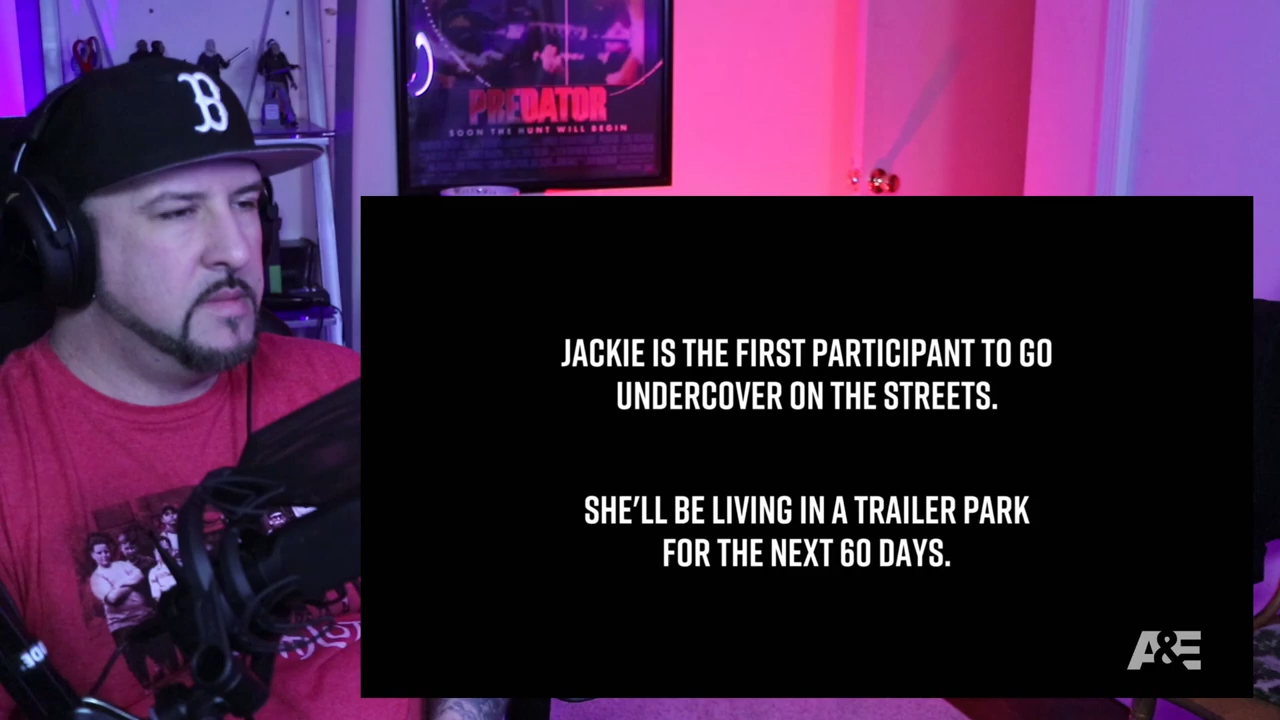 B
PREDATOR
SOON THE HUNT WILL BEGIN
JACKIE IS THE FIRST PARTICIPANT TO GO
UNDERCOVER ON THE STREETS.
SHE'LL BE LIVING IN A TRAILER PARK
FOR THE NEXT 60 DAYS.
A&E